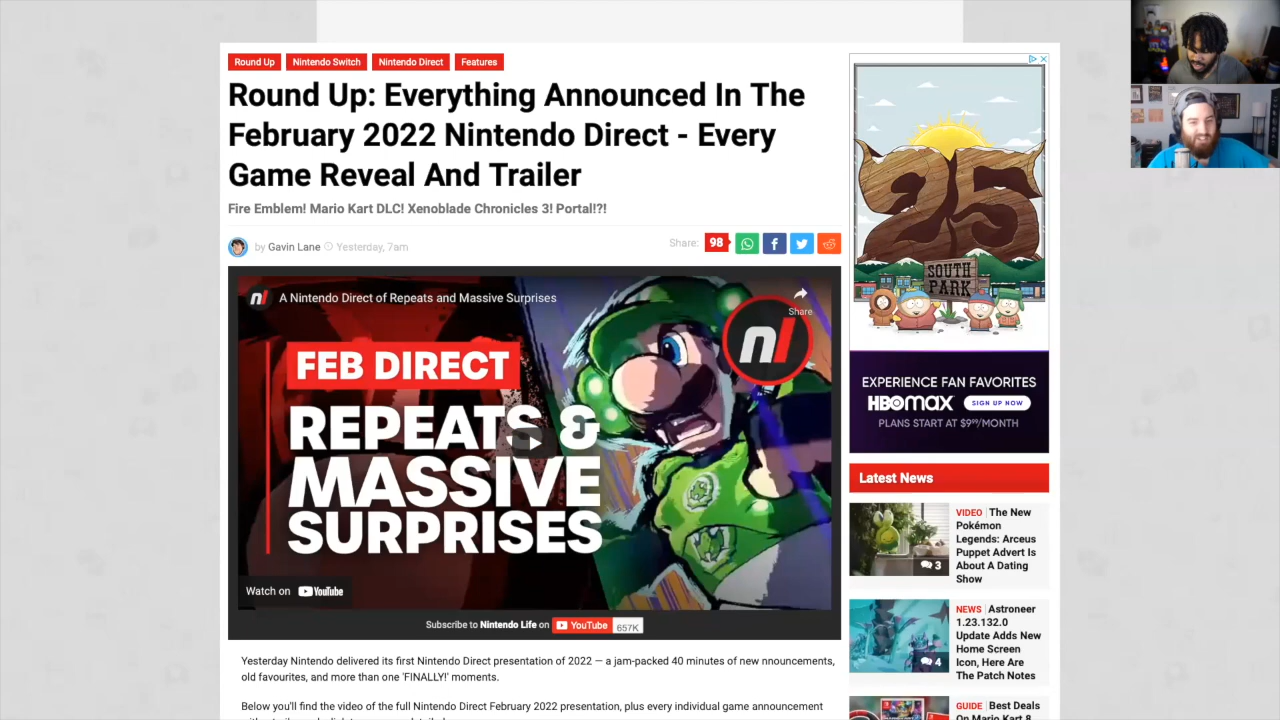 Round Up
Nintendo Switch
Nintendo Direct
Features
Round Up: Everything Announced In The
February 2022 Nintendo Direct - Every
Game Reveal And Trailer
Fire Emblem! Mario Kart DLC! Xenoblade Chronicles 3! Portal!?!
by Gavin Lane Yesterday, 7am
Share: 98
nl A Nintendo Direct of Repeats and Massive Surprises
Share
nl
FEB DIRECT
REPEATS &
MASSIVE
SURPRISES
Watch on YouTube
Subscribe to Nintendo Life on YouTube 657K
Yesterday Nintendo delivered its first Nintendo Direct presentation of 2022 — a jam-packed 40 minutes of new nnouncements,
old favourites, and more than one 'FINALLY!' moments.
Below you'll find the video of the full Nintendo Direct February 2022 presentation, plus every individual game announcement
25
SOUTH
PARK
EXPERIENCE FAN FAVORITES
HBOMAX SIGN UP NOW
PLANS START AT $9.99/MONTH
Latest News
VIDEO The New
Pokémon
Legends: Arceus
Puppet Advert Is
About A Dating
Show
3
NEWS Astroneer
1.23.132.0
Update Adds New
Home Screen
Icon, Here Are
The Patch Notes
4
GUIDE Best Deals
On Mario Kart 8